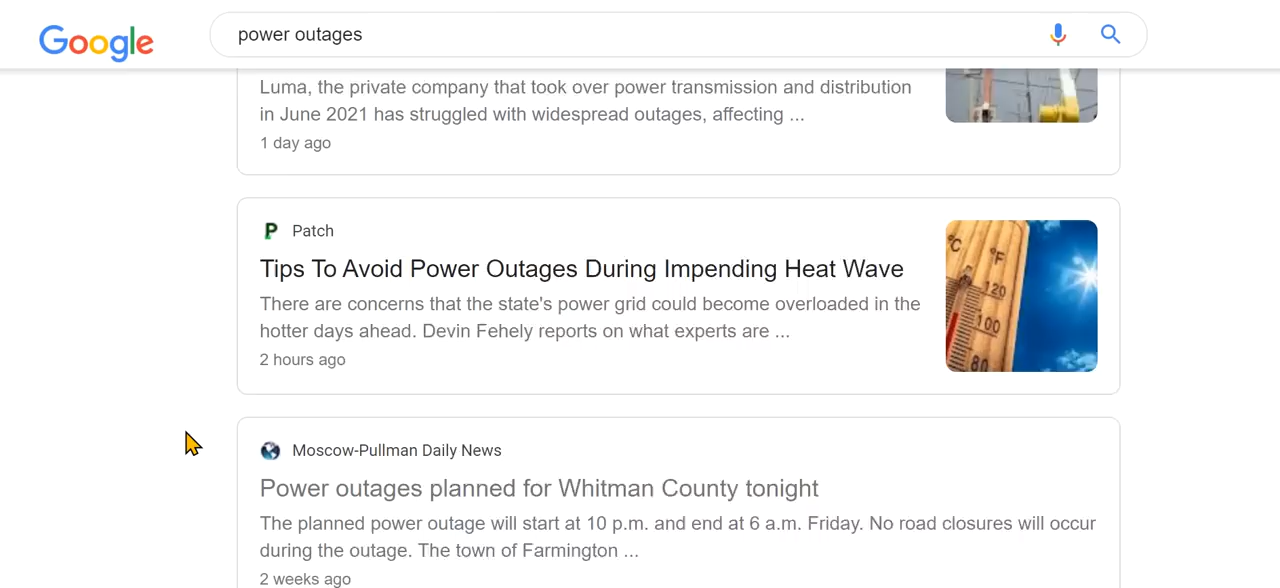 Google
power outages
Luma, the private company that took over power transmission and distribution
in June 2021 has struggled with widespread outages, affecting ...
1 day ago
P Patch
Tips To Avoid Power Outages During Impending Heat Wave
There are concerns that the state's power grid could become overloaded in the
hotter days ahead. Devin Fehely reports on what experts are ...
2 hours ago
°C °F
120
100
80
Moscow-Pullman Daily News
Power outages planned for Whitman County tonight
The planned power outage will start at 10 p.m. and end at 6 a.m. Friday. No road closures will occur
during the outage. The town of Farmington ...
2 weeks ago